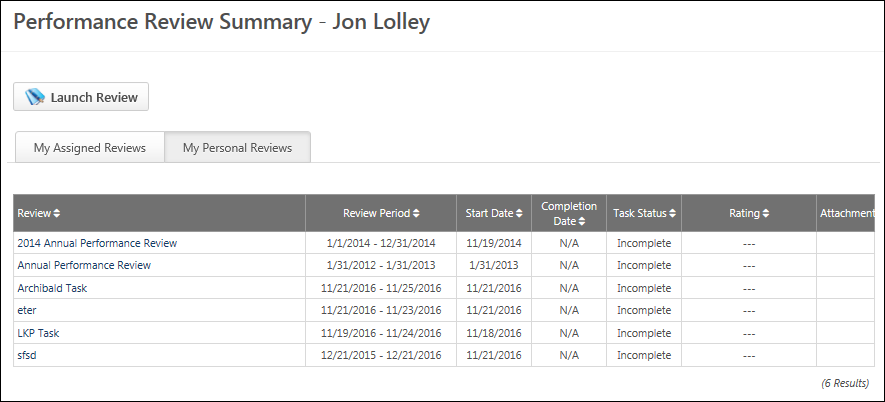 Performance Review Summary - Jon Lolley
Launch Review
My Assigned Reviews My Personal Reviews
Review Review Period Start Date Completion Date Task Status Rating Attachment
2014 Annual Performance Review 1/1/2014 - 12/31/2014 11/19/2014 N/A Incomplete ---
Annual Performance Review 1/31/2012 - 1/31/2013 1/31/2013 N/A Incomplete ---
Archibald Task 11/21/2016 - 11/25/2016 11/21/2016 N/A Incomplete ---
eter 11/21/2016 - 11/23/2016 11/21/2016 N/A Incomplete ---
LKP Task 11/19/2016 - 11/24/2016 11/18/2016 N/A Incomplete ---
sfsd 12/21/2015 - 12/21/2016 11/21/2016 N/A Incomplete ---
(6 Results)